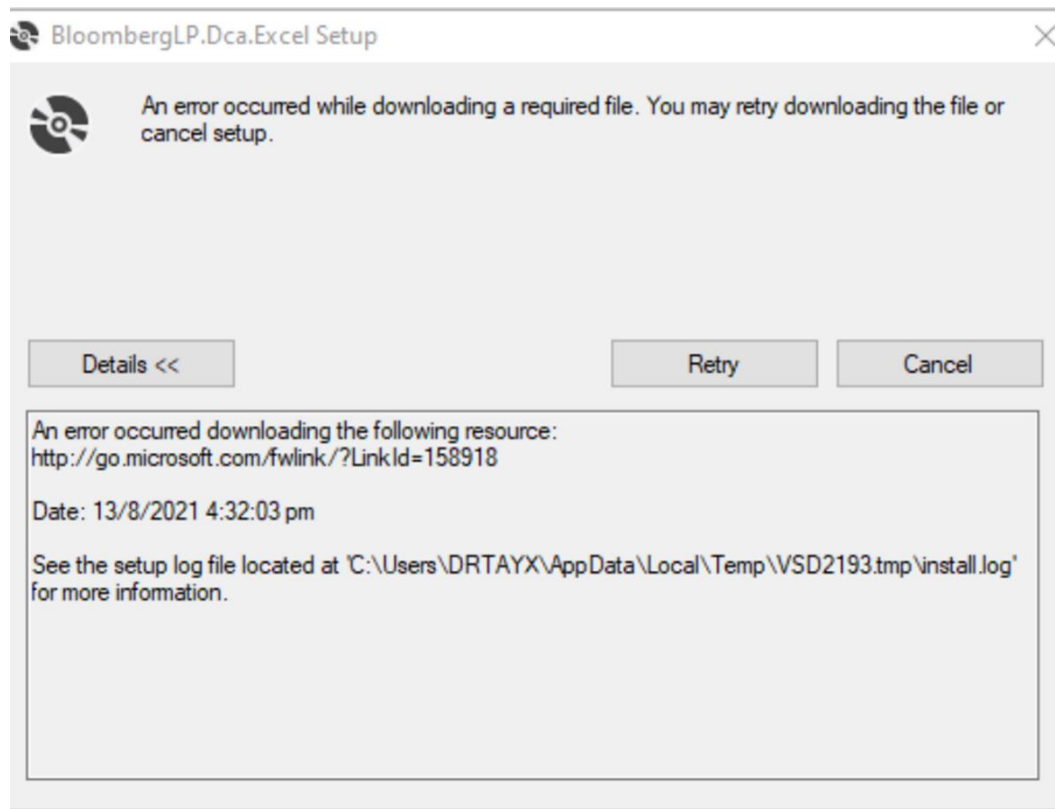 BloombergLP.Dca.Excel Setup
An error occurred while downloading a required file. You may retry downloading the file or
cancel setup.
Details <<
Retry
Cancel
An error occurred downloading the following resource:
http://go.microsoft.com/fwlink/?LinkId=158918
Date: 13/8/2021 4:32:03 pm
See the setup log file located at 'C:\Users\DRTAYX\AppData\Local\Temp\VSD2193.tmp\install.log'
for more information.